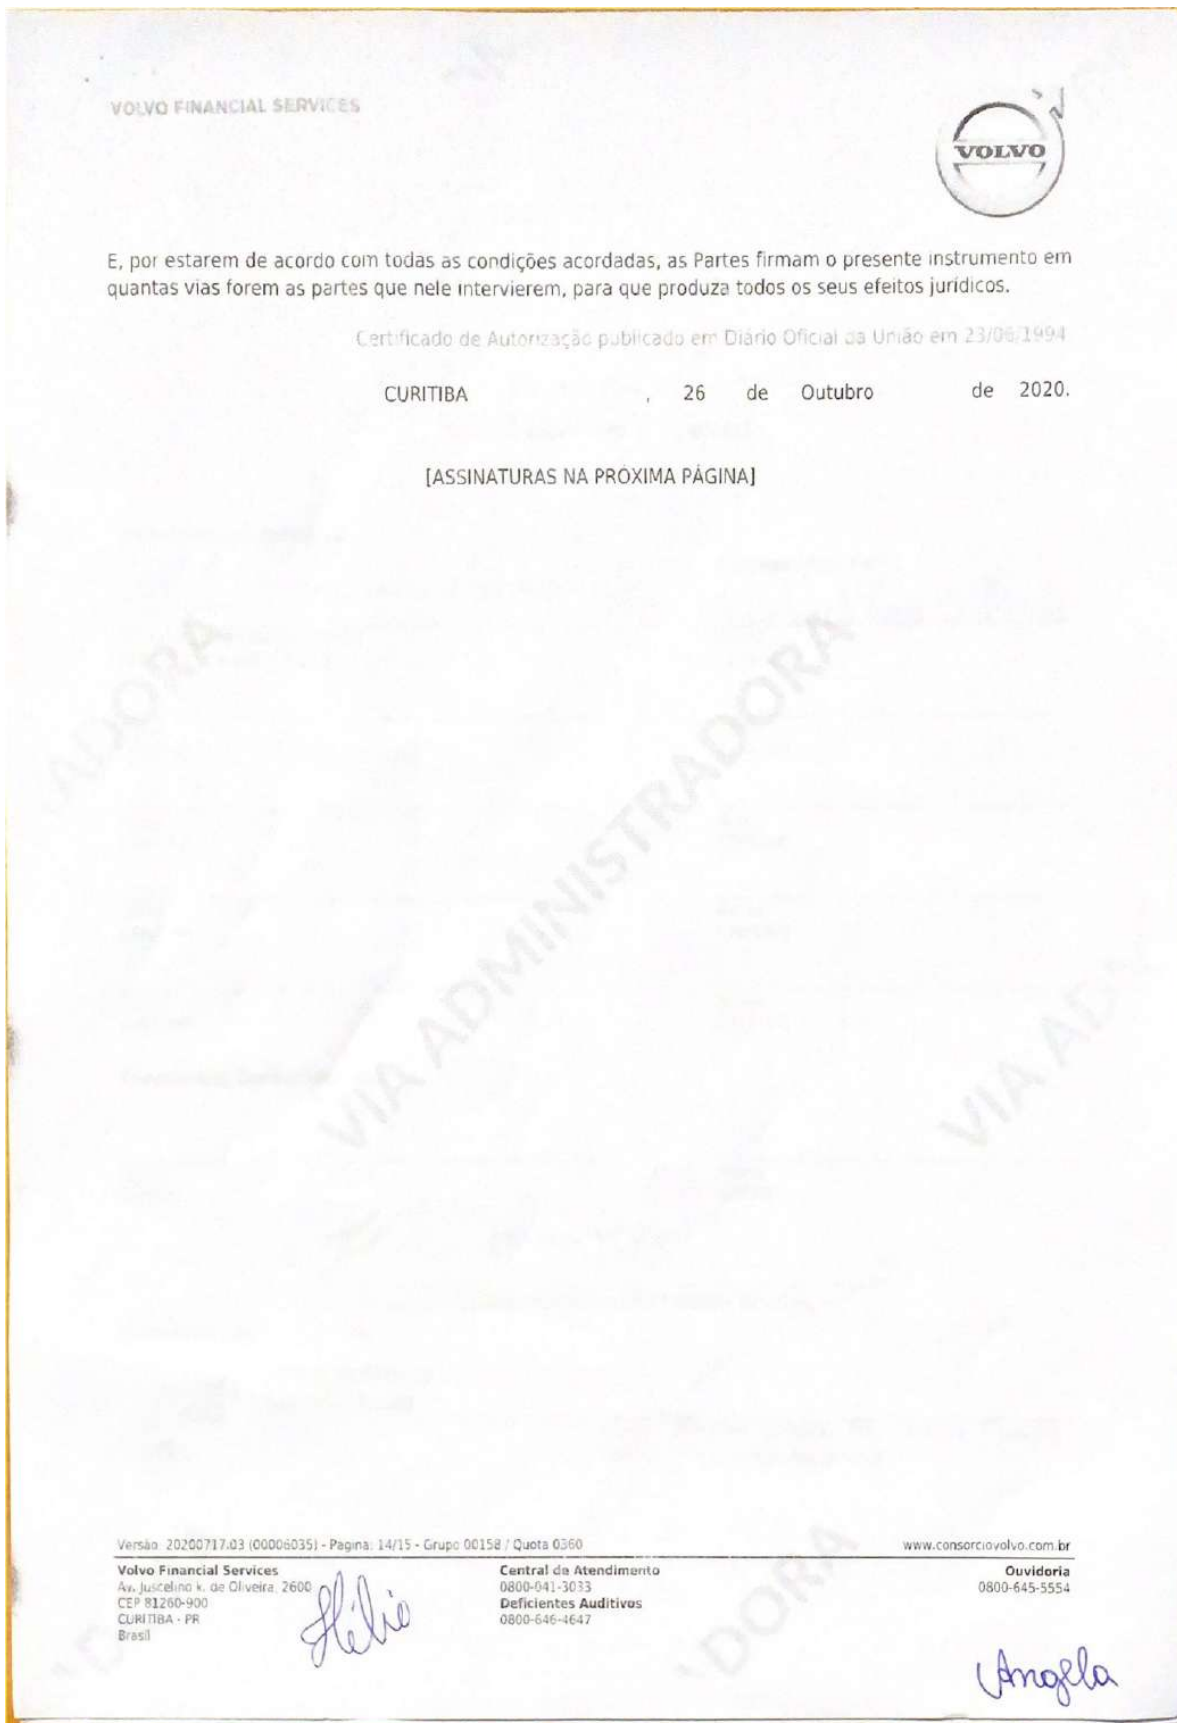 VOLVO FINANCIAL SERVICES
VOLVO
E, por estarem de acordo com todas as condições acordadas, as Partes firmam o presente instrumento em
quantas vias forem as partes que nele intervierem, para que produza todos os seus efeitos jurídicos.
Certificado de Autorização publicado em Diário Oficial da União em 23/06/1994
CURITIBA , 26 de Outubro de 2020.
[ASSINATURAS NA PRÓXIMA PÁGINA]
ADORA
VIA ADMINISTRADORA
VIA AD
Versão: 20200717.03 (00006035) - Pagina: 14/15 - Grupo 00158 / Quota 0360 www.consorciovolvo.com.br
Volvo Financial Services Central de Atendimento Ouvidoria
Av. Juscelino k. de Oliveira, 2600 0800-041-3033 0800-645-5554
CEP 81260-900 Deficientes Auditivos
CURITIBA - PR 0800-646-4647
Brasil
Hélio
DORA
Angela